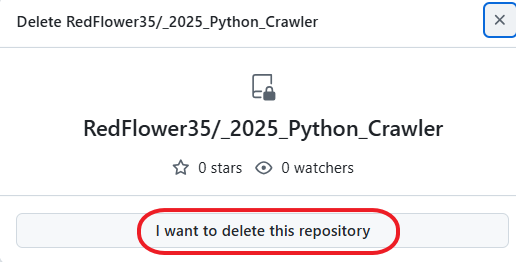 Delete RedFlower35/_2025_Python_Crawler
RedFlower35/_2025_Python_Crawler
0 stars 0 watchers
I want to delete this repository